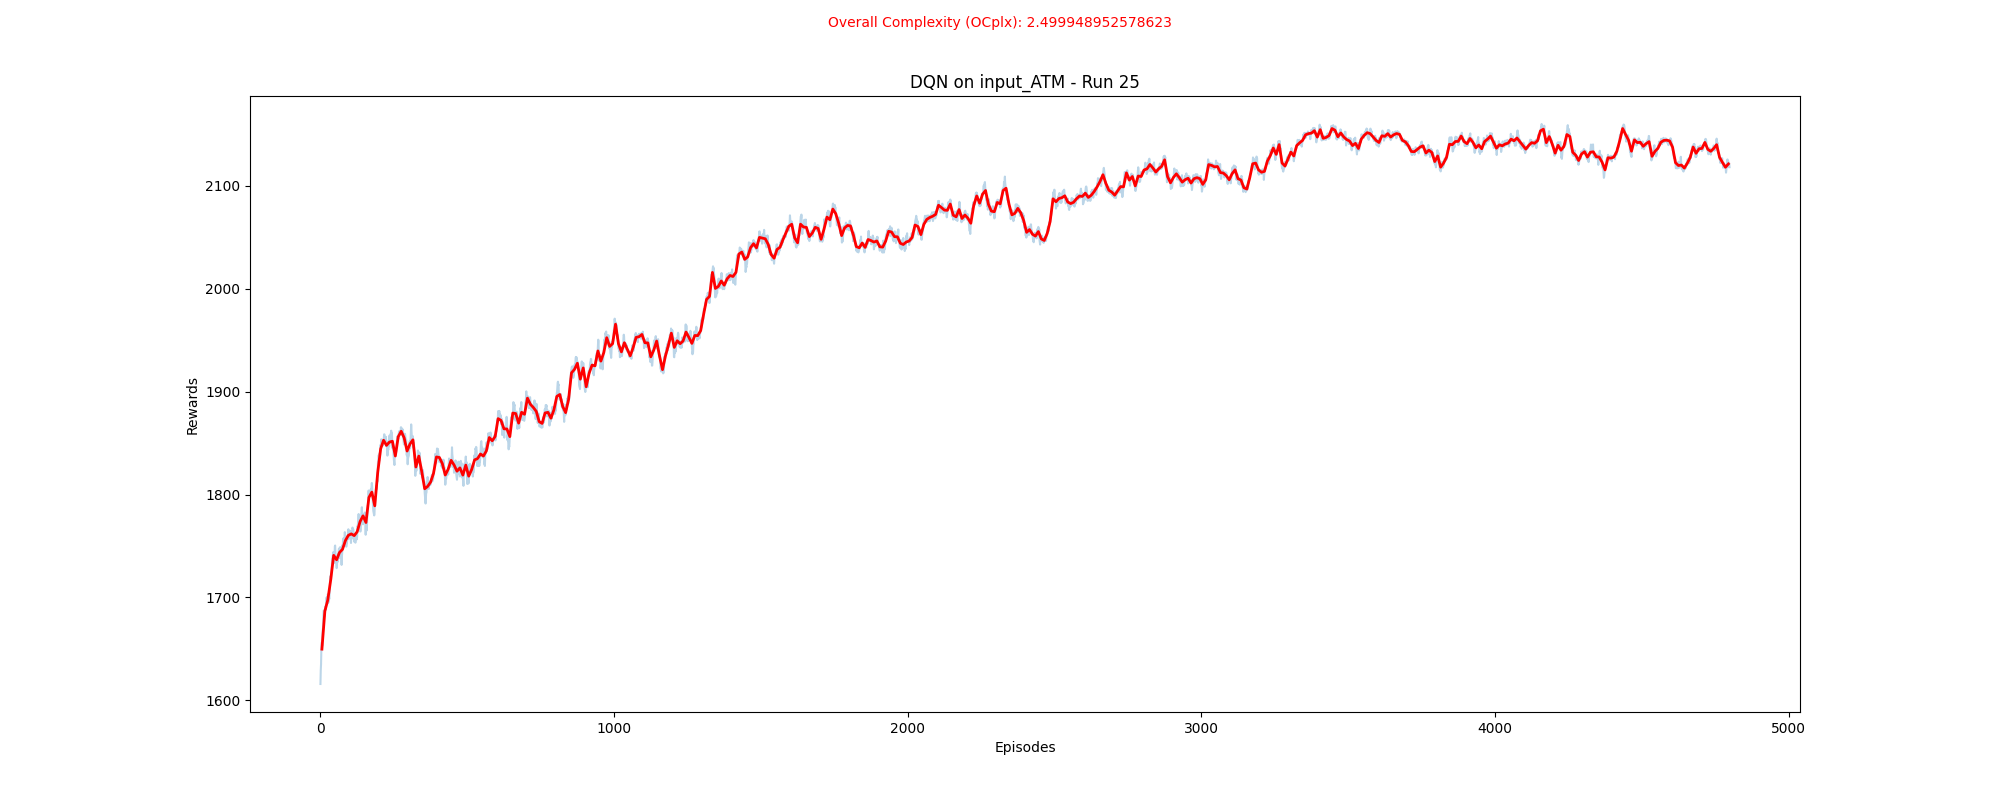 Overall Complexity (OCplx): 2.499948952578623
DQN on input_ATM - Run 25
Rewards
2100
2000
1900
1800
1700
1600
0 1000 2000 3000 4000 5000
Episodes